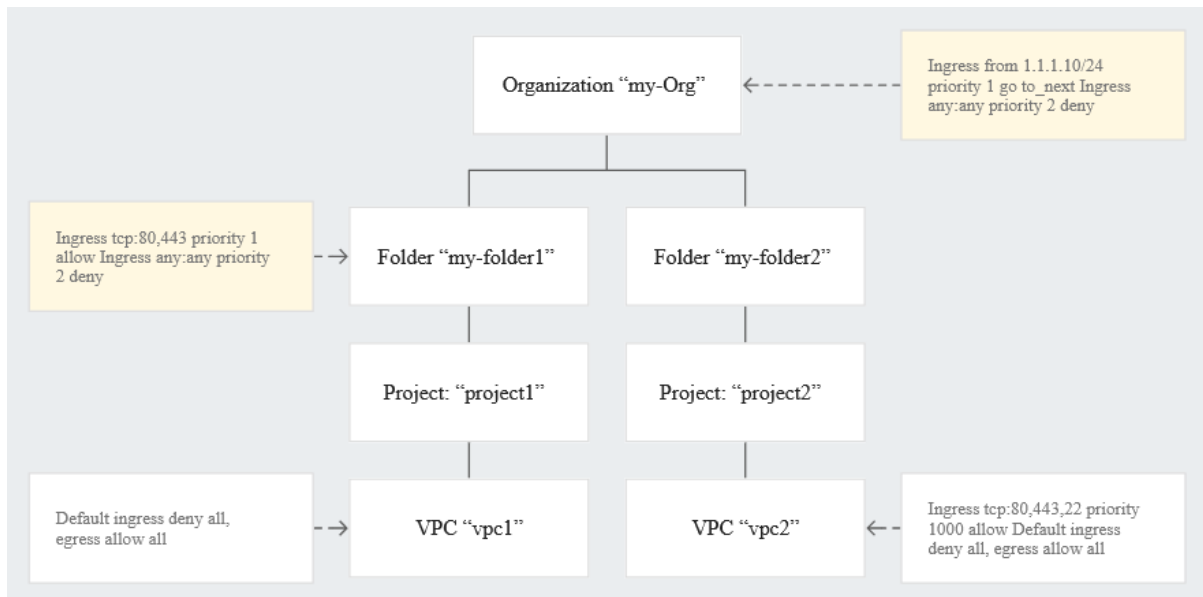 Organization “my-Org”
Ingress from 1.1.1.10/24
priority 1 go to_next Ingress
any:any priority 2 deny
Ingress tcp:80,443 priority 1
allow Ingress any:any priority
2 deny
Folder “my-folder1”
Folder “my-folder2”
Project: “project1”
Project: “project2”
Default ingress deny all,
egress allow all
VPC “vpc1”
VPC “vpc2”
Ingress tcp:80,443,22 priority
1000 allow Default ingress
deny all, egress allow all